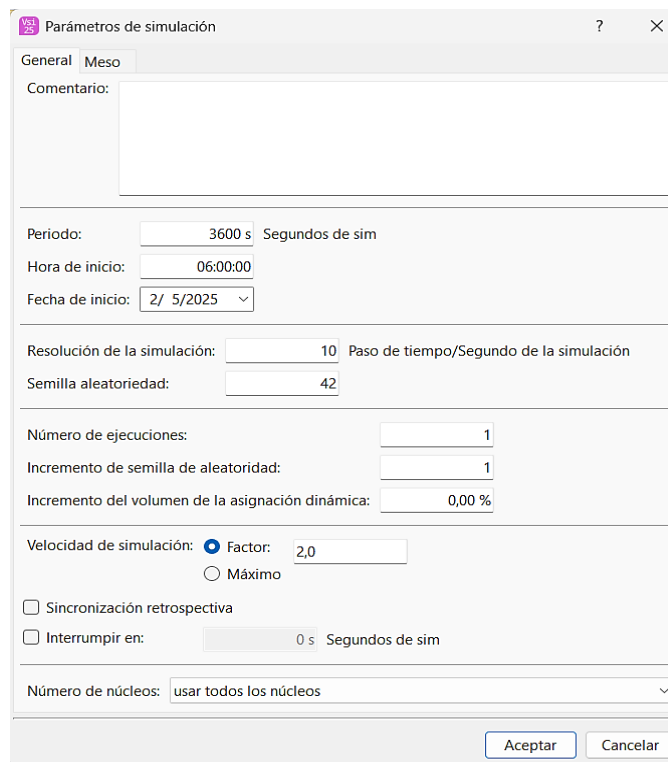 Vsi
25
Parámetros de simulación ?
General Meso
Comentario:
Periodo: 3600 s Segundos de sim
Hora de inicio: 06:00:00
Fecha de inicio: 2/ 5/2025
Resolución de la simulación: 10 Paso de tiempo/Segundo de la simulación
Semilla aleatoriedad: 42
Número de ejecuciones: 1
Incremento de semilla de aleatoridad: 1
Incremento del volumen de la asignación dinámica: 0,00 %
Velocidad de simulación: Factor: 2,0
Máximo
Sincronización retrospectiva
Interrumpir en: 0 s Segundos de sim
Número de núcleos: usar todos los núcleos
Aceptar Cancelar